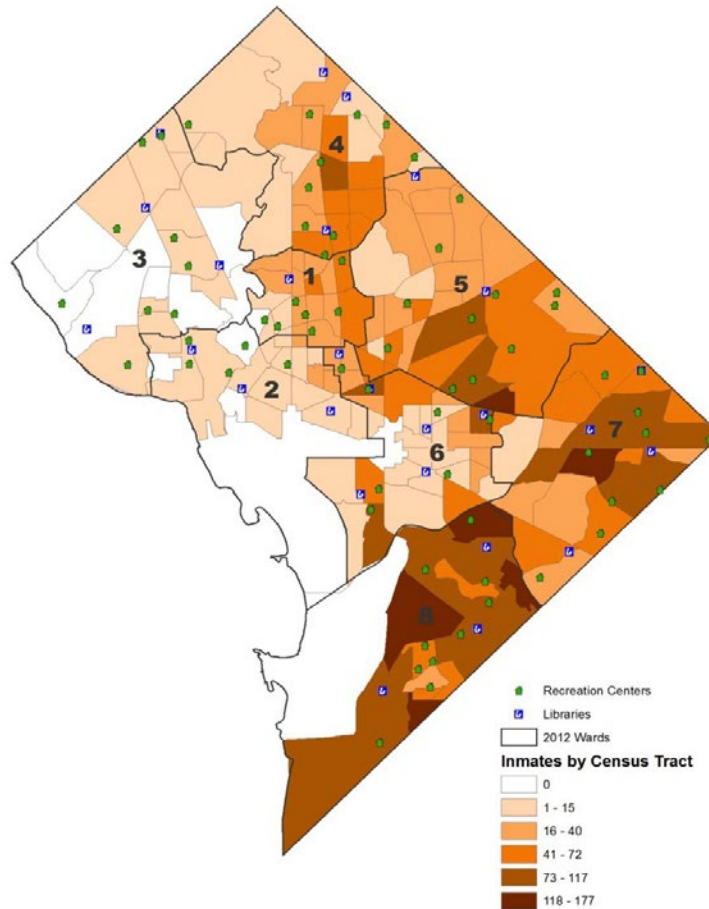 4
3
1
5
2
7
6
8
Recreation Centers
Libraries
2012 Wards
Inmates by Census Tract
0
1 - 15
16 - 40
41 - 72
73 - 117
118 - 177